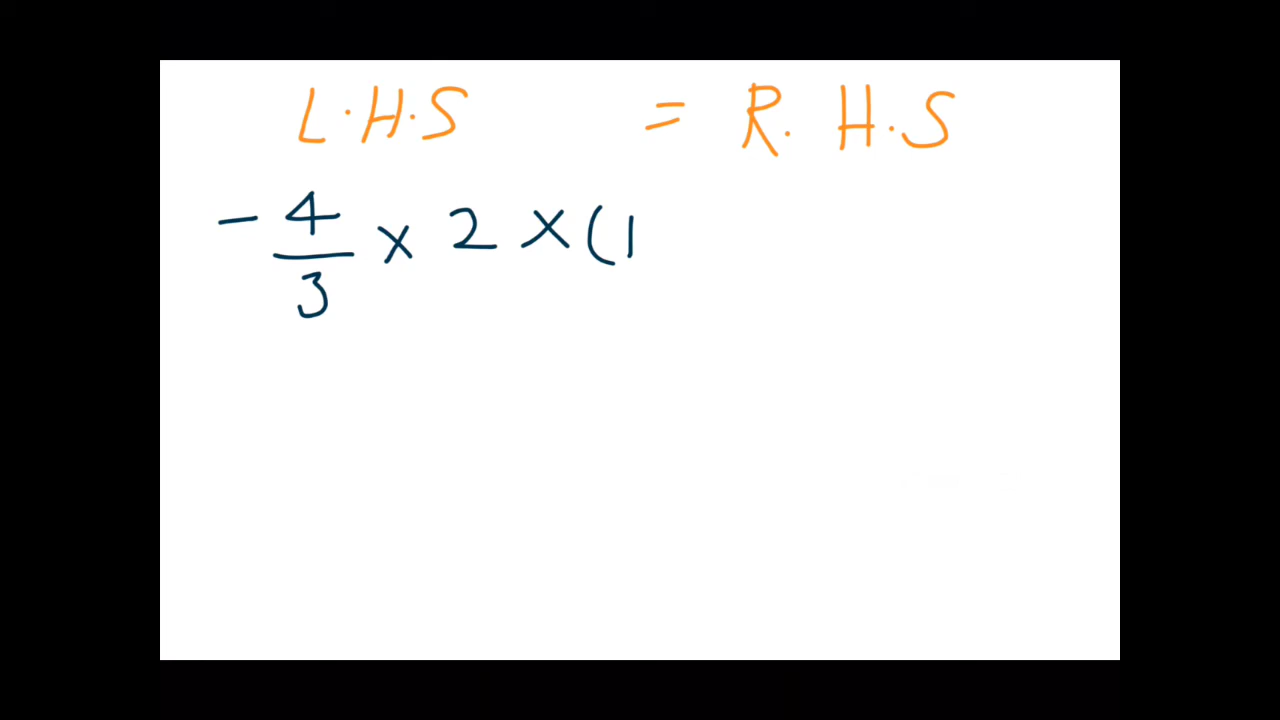 L.H.S = R.H.S
- 4/3 × 2 × (1